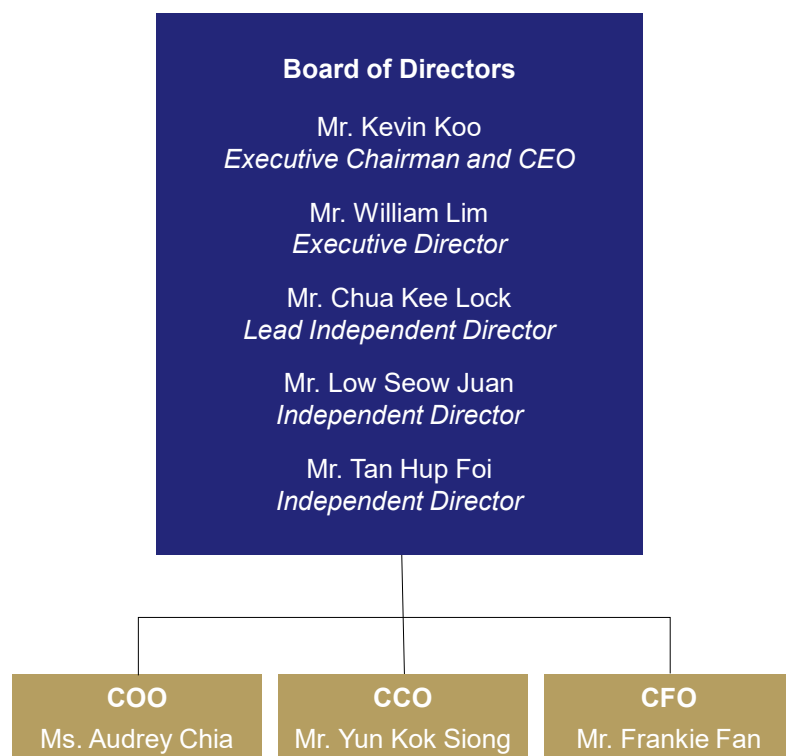 Board of Directors
Mr. Kevin Koo
Executive Chairman and CEO
Mr. William Lim
Executive Director
Mr. Chua Kee Lock
Lead Independent Director
Mr. Low Seow Juan
Independent Director
Mr. Tan Hup Foi
Independent Director
COO
Ms. Audrey Chia
CCO
Mr. Yun Kok Siong
CFO
Mr. Frankie Fan